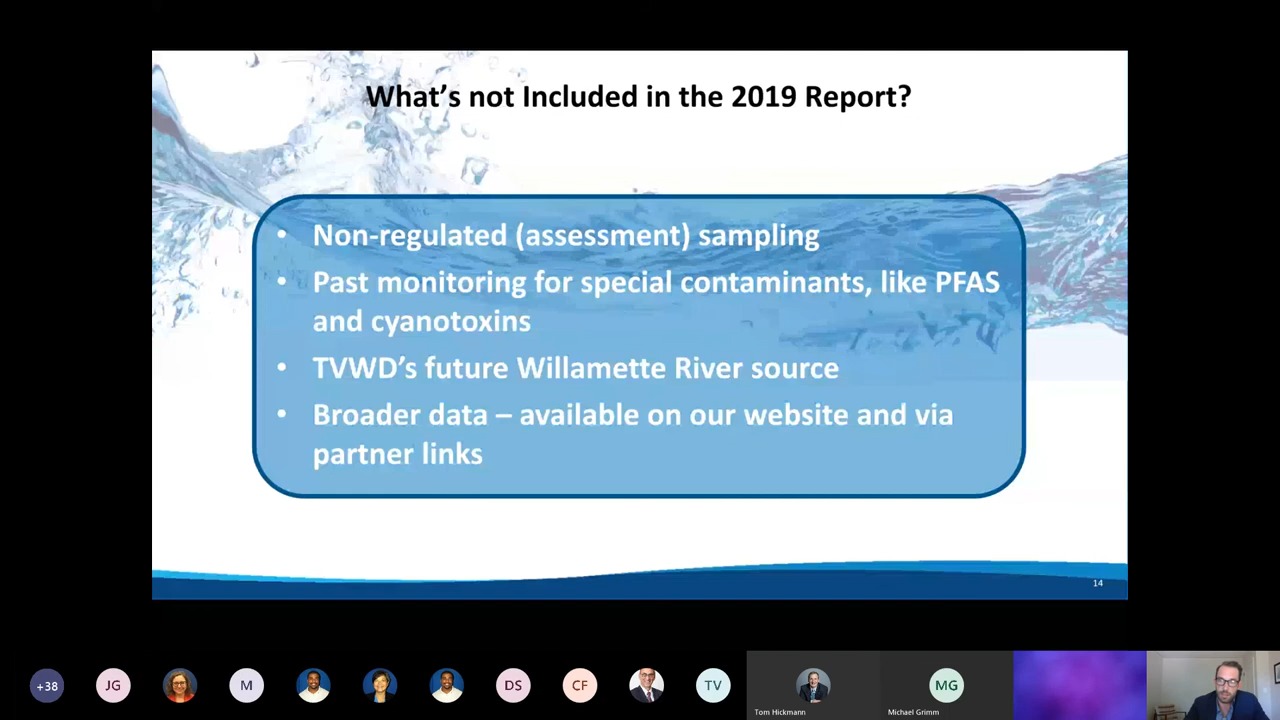 What's not Included in the 2019 Report?
• Non-regulated (assessment) sampling
• Past monitoring for special contaminants, like PFAS
and cyanotoxins
• TVWD's future Willamette River source
• Broader data – available on our website and via
partner links
14
+38
JG
M
DS
CF
TV
MG
Tom Hickmann
Michael Grimm